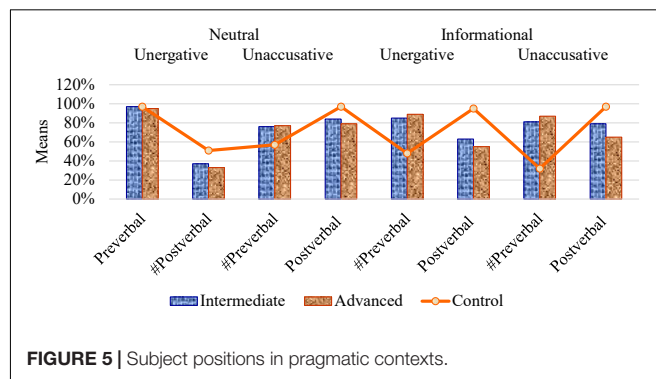 Neutral Informational
Unergative Unaccusative Unergative Unaccusative
120%
100%
80%
60%
40%
20%
0%
Means
Preverbal
#Postverbal
#Preverbal
Postverbal
#Preverbal
Postverbal
#Preverbal
Postverbal
Intermediate Advanced Control
FIGURE 5 | Subject positions in pragmatic contexts.